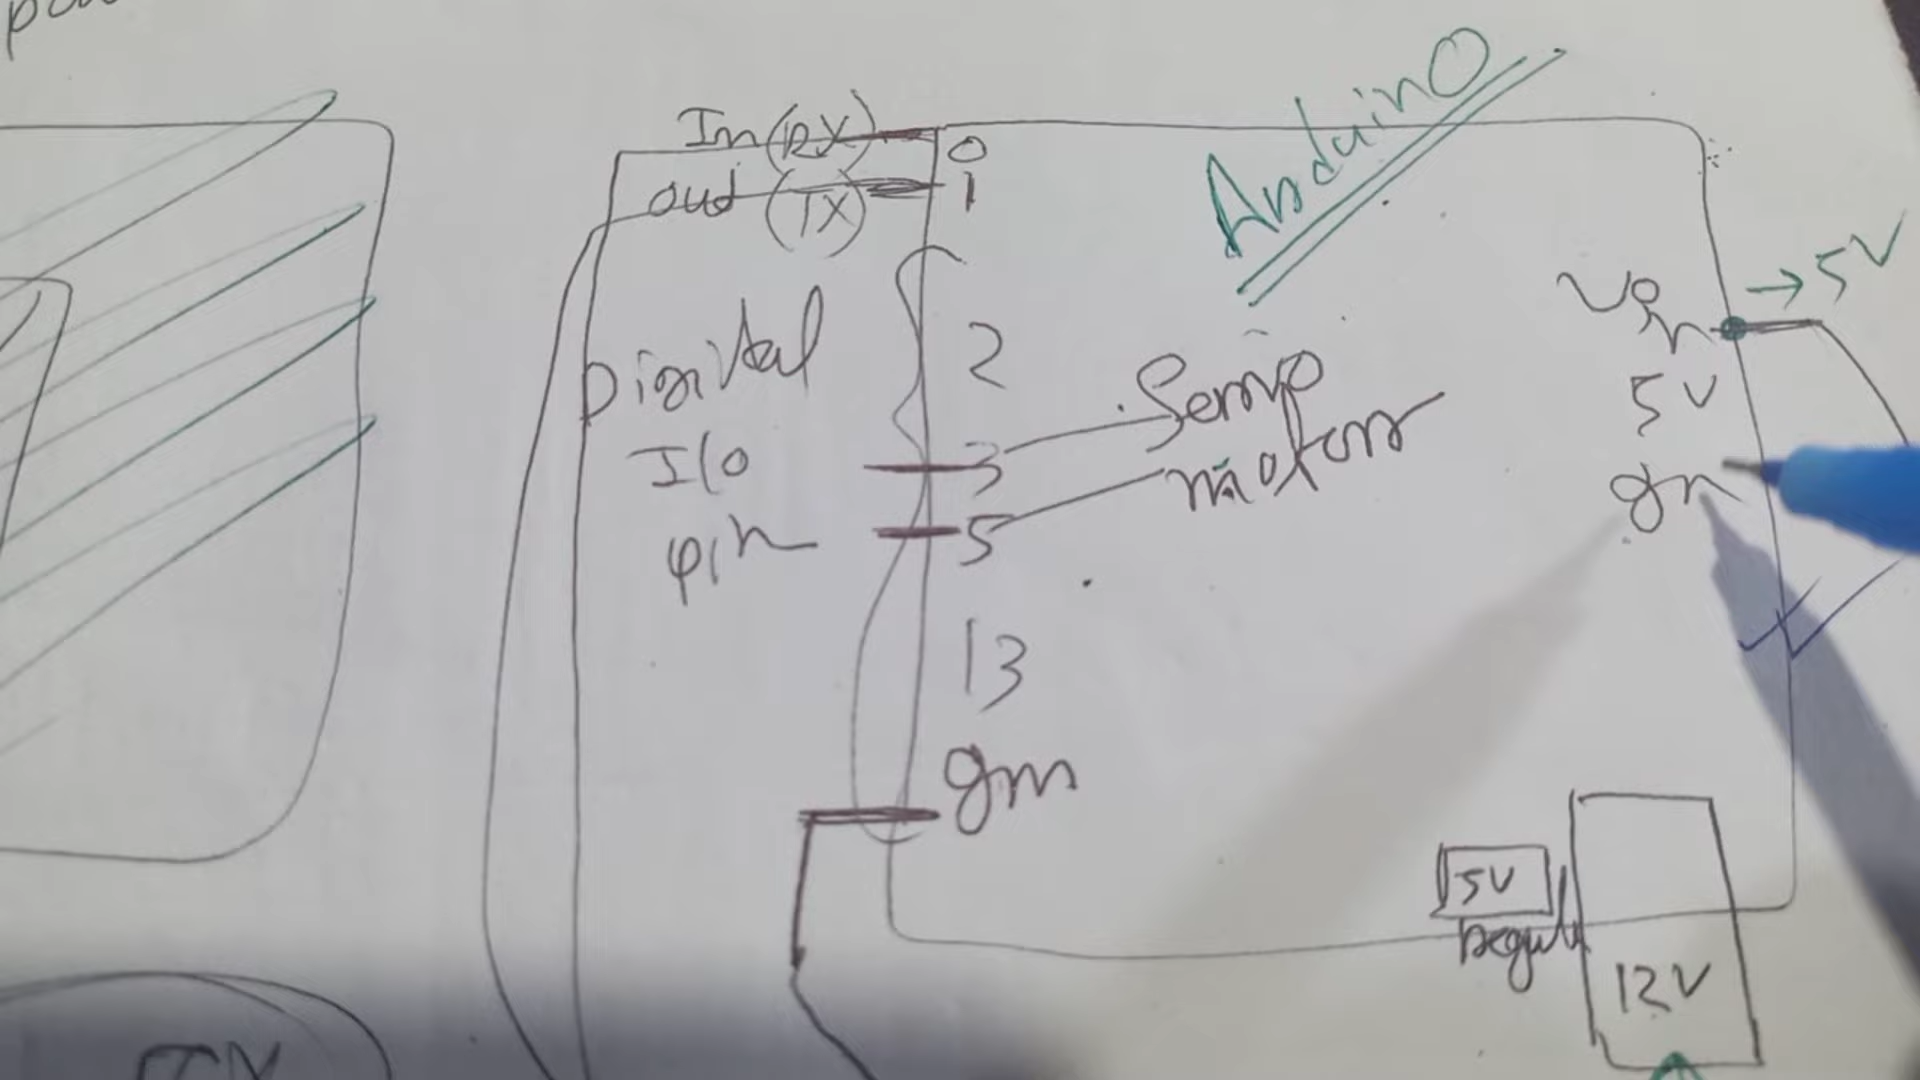 In (RX) 0
out (TX) 1
Arduino
Digital
I/O
pin
2
3
5
13
gn
Servo
motor
→ 5V
Vin
5V
gn
5V
Regul
12V